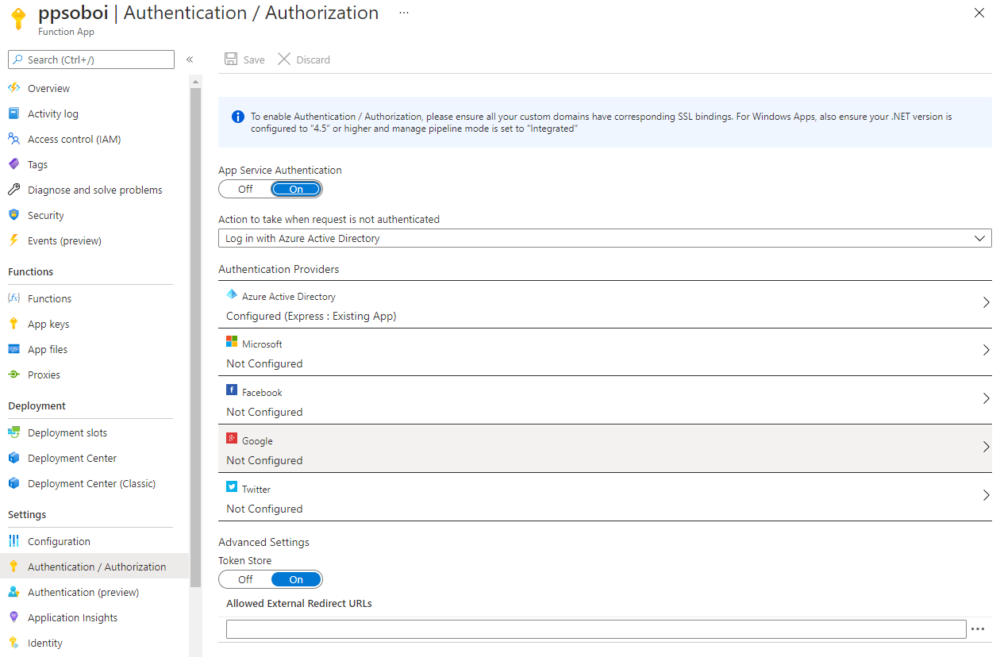 ppsoboi | Authentication / Authorization ...
Function App
Search (Ctrl+/)
«
Overview
Activity log
Access control (IAM)
Tags
Diagnose and solve problems
Security
Events (preview)
Functions
Functions
App keys
App files
Proxies
Deployment
Deployment slots
Deployment Center
Deployment Center (Classic)
Settings
Configuration
Authentication / Authorization
Authentication (preview)
Application Insights
Identity
Save Discard
To enable Authentication / Authorization, please ensure all your custom domains have corresponding SSL bindings. For Windows Apps, also ensure your .NET version is
configured to “4.5” or higher and manage pipeline mode is set to “Integrated”
App Service Authentication
Off On
Action to take when request is not authenticated
Log in with Azure Active Directory
Authentication Providers
Azure Active Directory
Configured (Express : Existing App)
Microsoft
Not Configured
Facebook
Not Configured
Google
Not Configured
Twitter
Not Configured
Advanced Settings
Token Store
Off On
Allowed External Redirect URLs
...